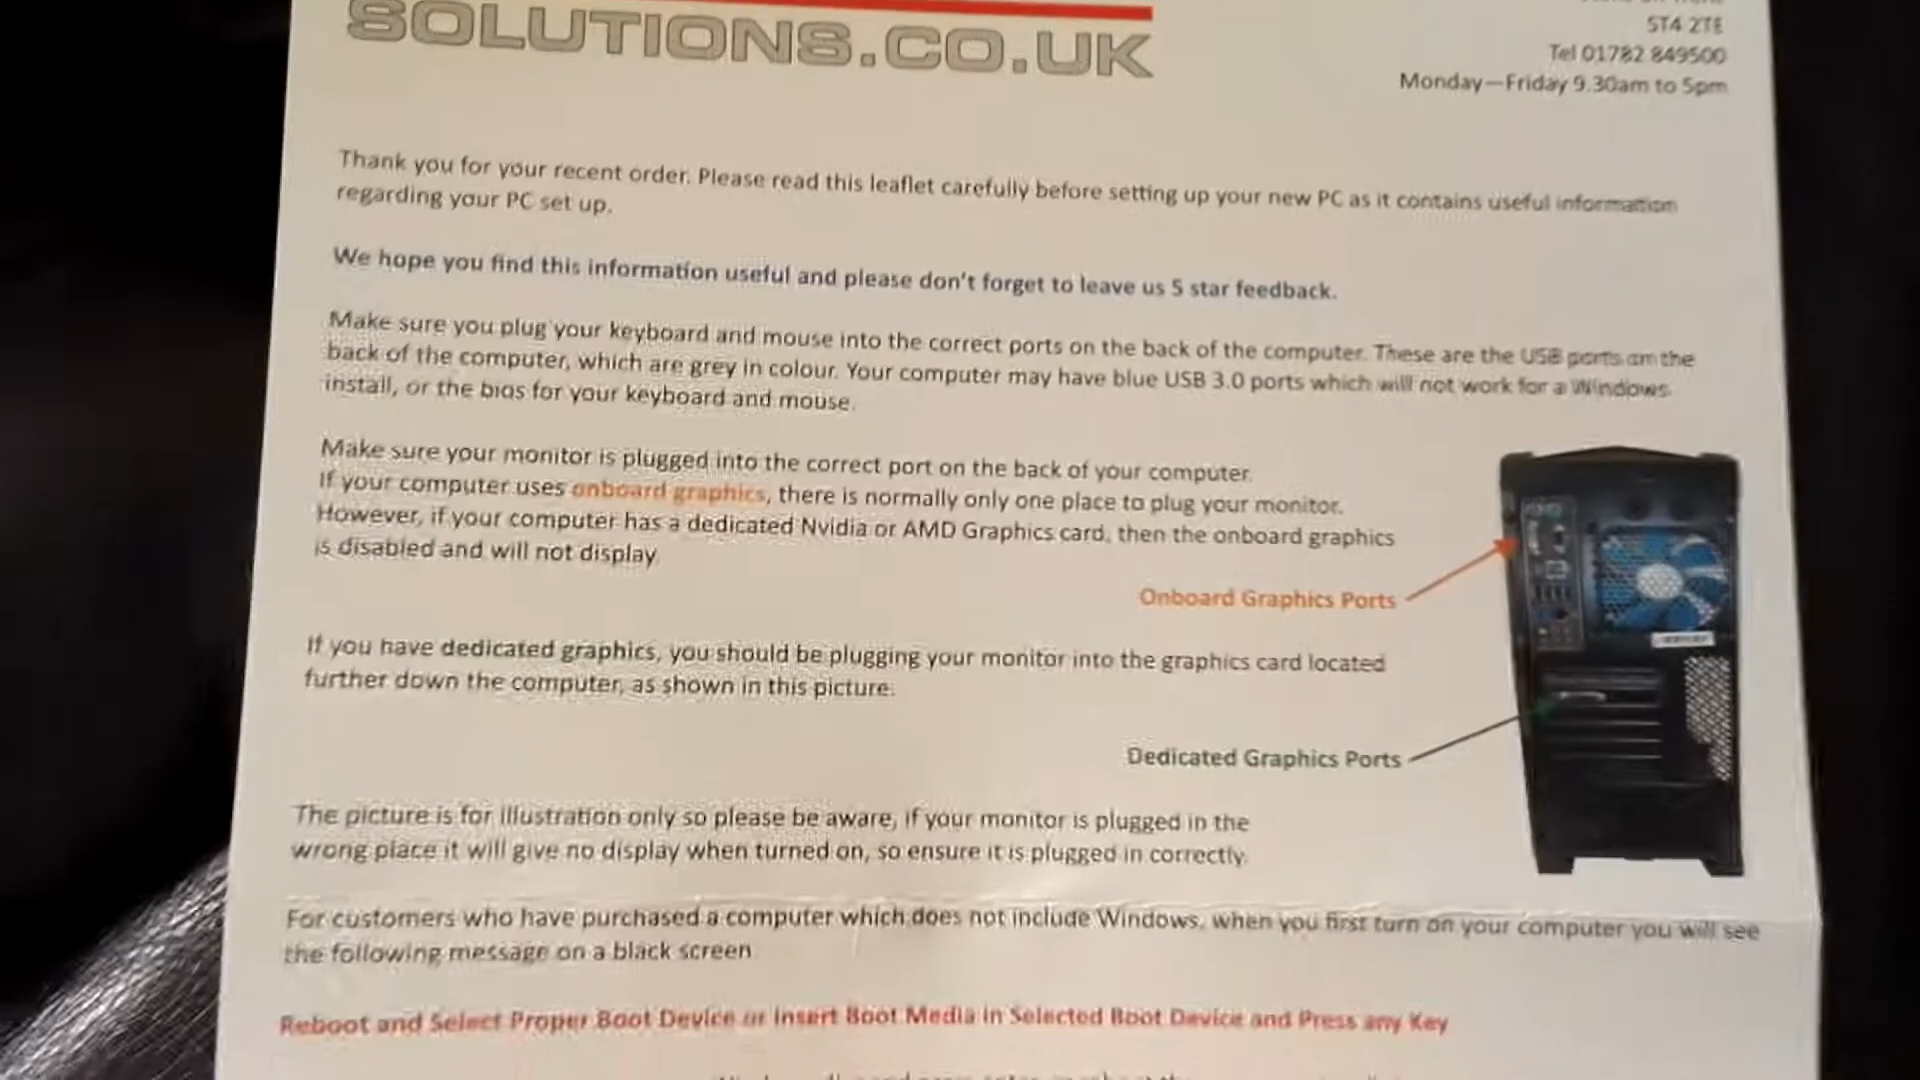 SOLUTIONS.CO.UK
ST4 2TE
Tel 01782 849500
Monday—Friday 9.30am to 5pm
Thank you for your recent order. Please read this leaflet carefully before setting up your new PC as it contains useful information
regarding your PC set up.
We hope you find this information useful and please don't forget to leave us 5 star feedback.
Make sure you plug your keyboard and mouse into the correct ports on the back of the computer. These are the USB ports on the
back of the computer, which are grey in colour. Your computer may have blue USB 3.0 ports which will not work for a Windows
install, or the bios for your keyboard and mouse.
Make sure your monitor is plugged into the correct port on the back of your computer.
If your computer uses onboard graphics, there is normally only one place to plug your monitor.
However, if your computer has a dedicated Nvidia or AMD Graphics card, then the onboard graphics
is disabled and will not display
Onboard Graphics Ports
If you have dedicated graphics, you should be plugging your monitor into the graphics card located
further down the computer, as shown in this picture.
Dedicated Graphics Ports
The picture is for illustration only so please be aware, if your monitor is plugged in the
wrong place it will give no display when turned on, so ensure it is plugged in correctly.
For customers who have purchased a computer which does not include Windows, when you first turn on your computer you will see
the following message on a black screen
Reboot and Select Proper Boot Device or Insert Boot Media in Selected Boot Device and Press any Key